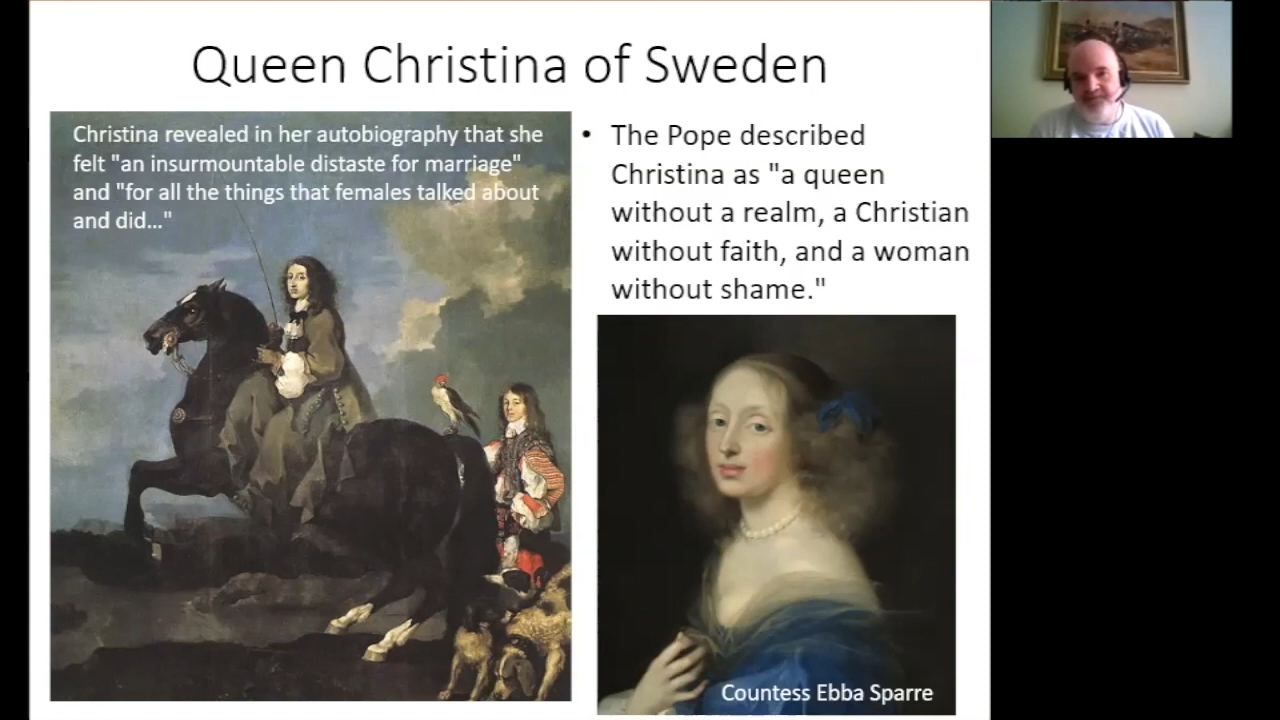 Queen Christina of Sweden
Christina revealed in her autobiography that she
felt "an insurmountable distaste for marriage"
and "for all the things that females talked about
and did..."
• The Pope described
Christina as "a queen
without a realm, a Christian
without faith, and a woman
without shame."
Countess Ebba Sparre